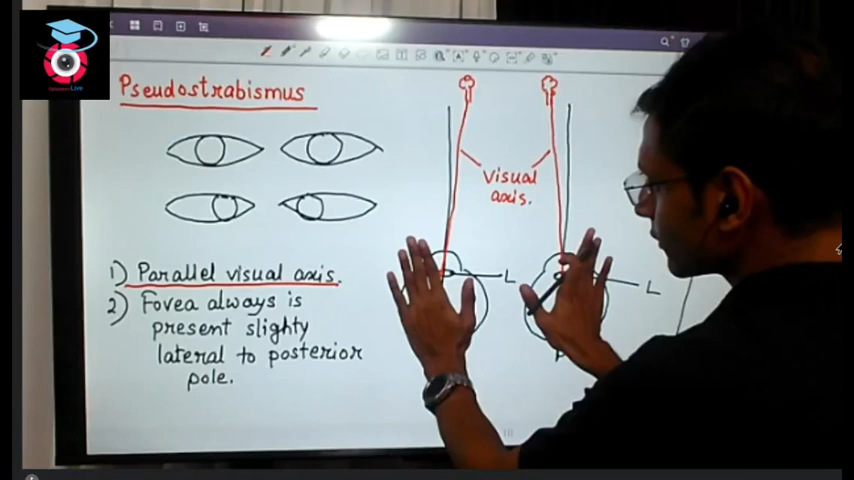 Pseudostrabismus
Visual
axis.
L
L
1) Parallel visual axis.
2) Fovea always is
present slighty
lateral to posterior
pole.